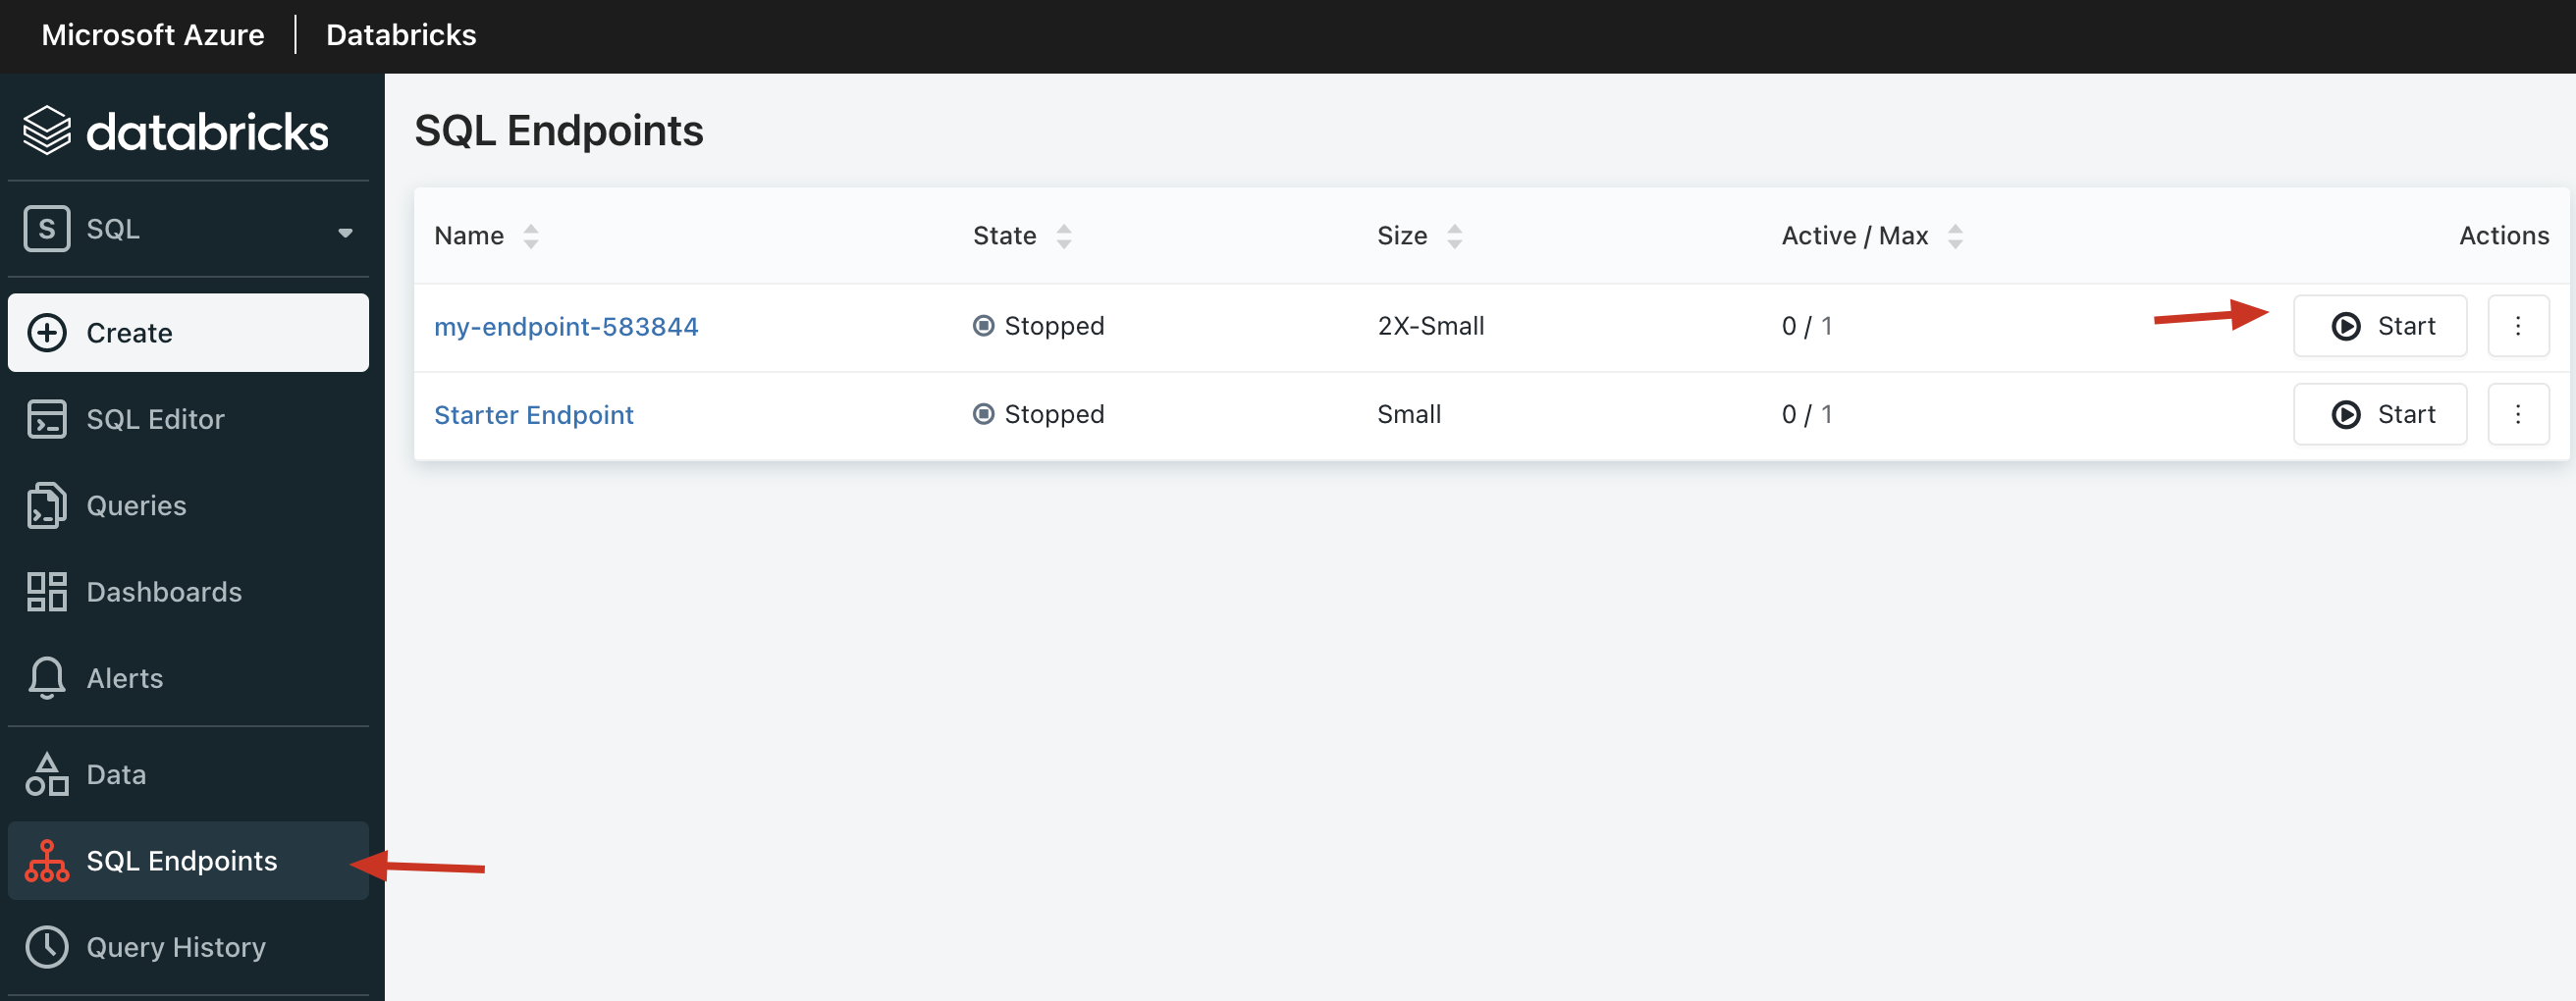 Microsoft Azure | Databricks
databricks
S SQL
Create
SQL Editor
Queries
Dashboards
Alerts
Data
SQL Endpoints
Query History
SQL Endpoints
Name State Size Active / Max Actions
my-endpoint-583844 Stopped 2X-Small 0 / 1 Start
Starter Endpoint Stopped Small 0 / 1 Start